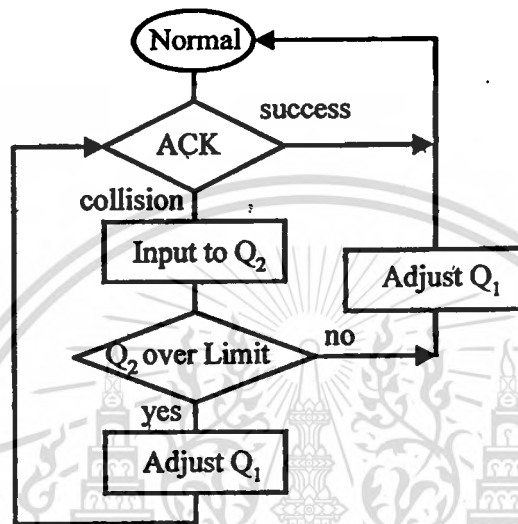 Normal
success
ACK
collision
Input to Q₂
Adjust Q₁
Q₂ over Limit
no
yes
Adjust Q₁